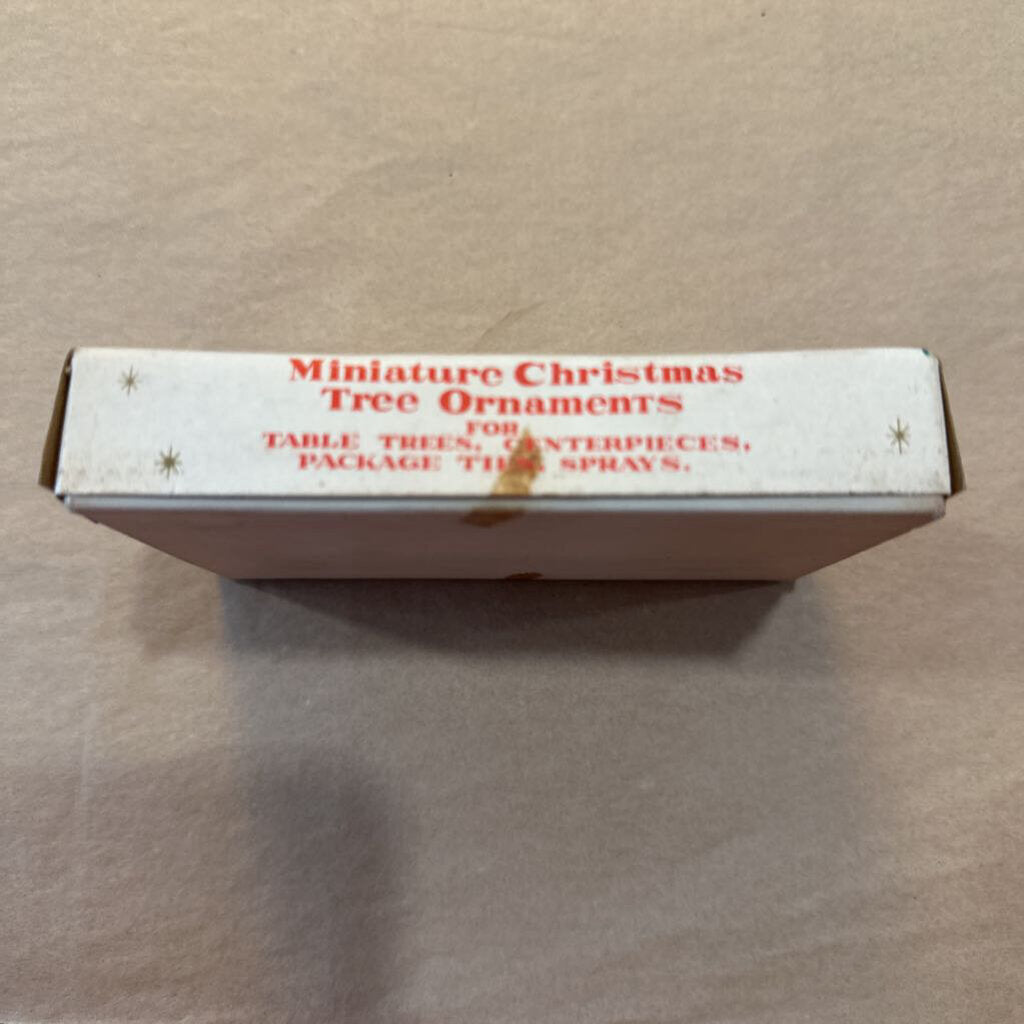 Miniature Christmas
Tree Ornaments
FOR
TABLE TREES, CENTERPIECES,
PACKAGE TIES, SPRAYS.